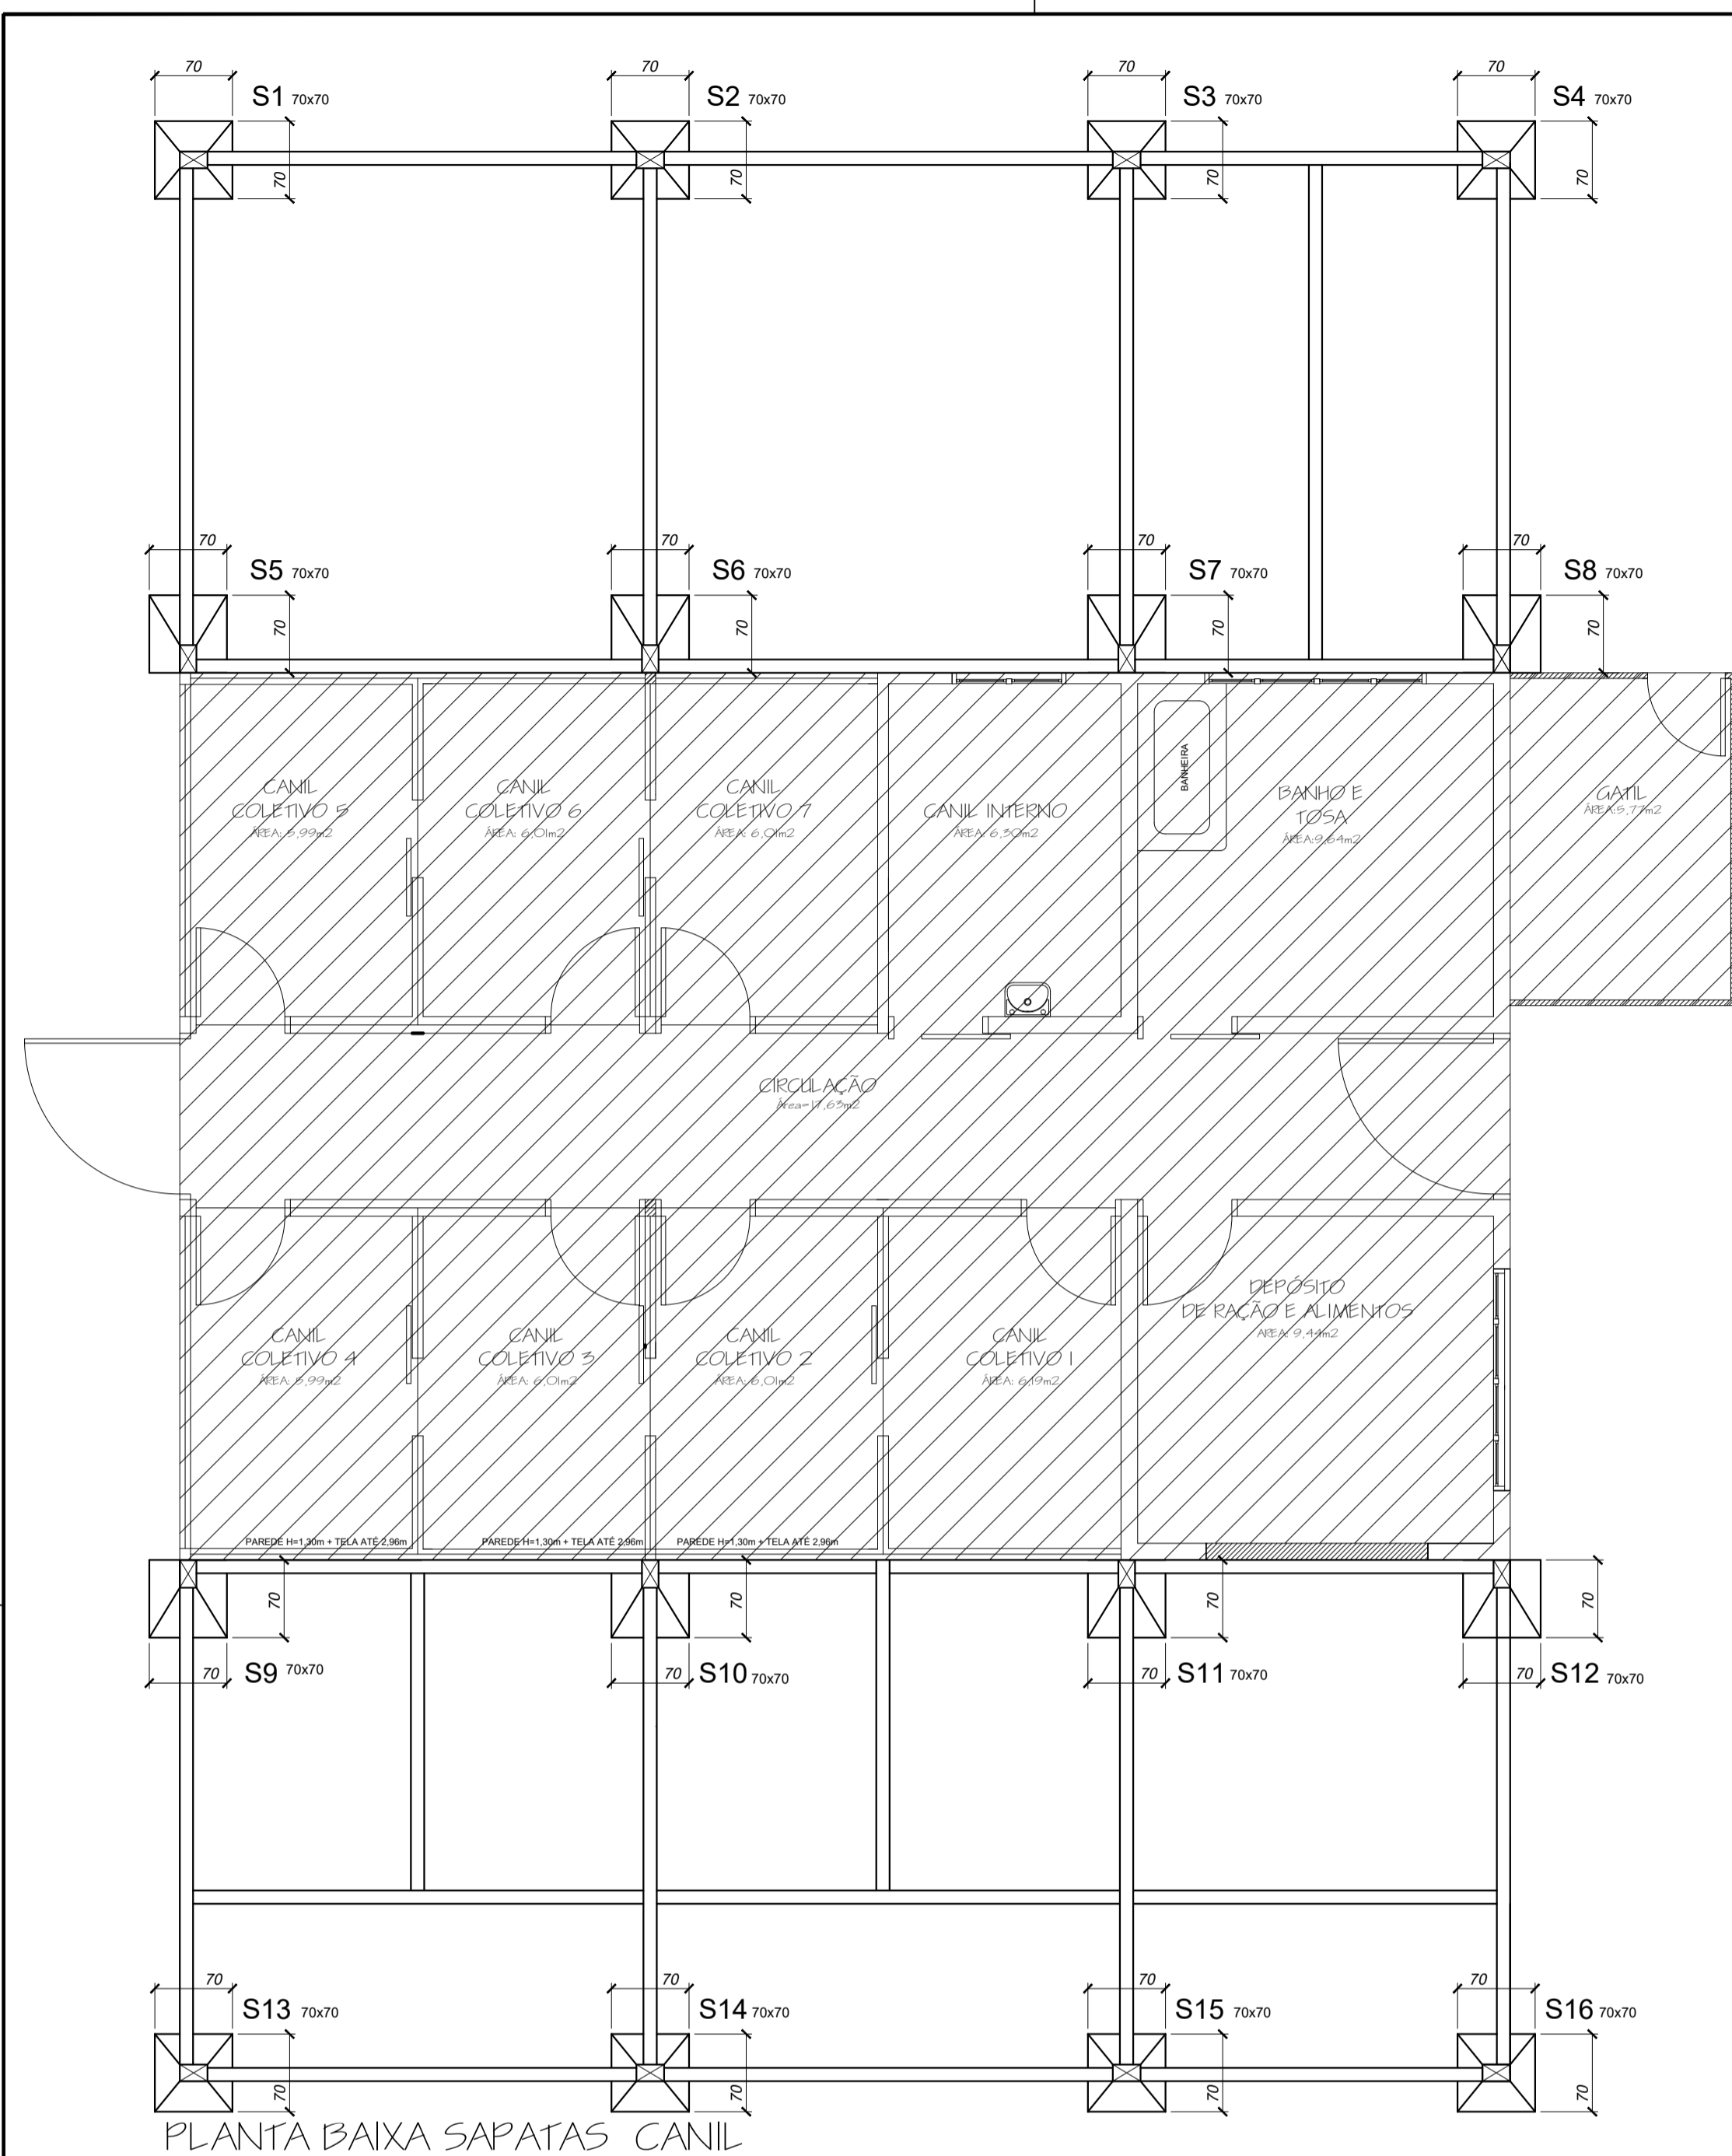 70 70 70 70
S1 70x70 S2 70x70 S3 70x70 S4 70x70
70 70 70 70
70 70 70 70
S5 70x70 S6 70x70 S7 70x70 S8 70x70
70 70 70 70
CANIL
COLETIVO 5
ÁREA: 5,99m2
CANIL
COLETIVO 6
ÁREA: 6,01m2
CANIL
COLETIVO 7
ÁREA: 6,01m2
CANIL INTERNO
ÁREA: 6,30m2
BANHEIRA
BANHO E
TOSA
ÁREA:9,64m2
GATIL
ÁREA:5,77m2
CIRCULAÇÃO
Área=17,63m2
CANIL
COLETIVO 4
ÁREA: 5,99m2
CANIL
COLETIVO 3
ÁREA: 6,01m2
CANIL
COLETIVO 2
ÁREA: 6,01m2
CANIL
COLETIVO 1
ÁREA: 6,19m2
DEPÓSITO
DE RAÇÃO E ALIMENTOS
AREA: 9,44m2
PAREDE H=1,30m + TELA ATÉ 2,96m PAREDE H=1,30m + TELA ATÉ 2,96m PAREDE H=1,30m + TELA ATÉ 2,96m
70 70 70 70
70 S9 70x70 70 S10 70x70 70 S11 70x70 70 S12 70x70
70 70 70 70
S13 70x70 S14 70x70 S15 70x70 S16 70x70
70 70 70 70
PLANTA BAIXA SAPATAS CANIL